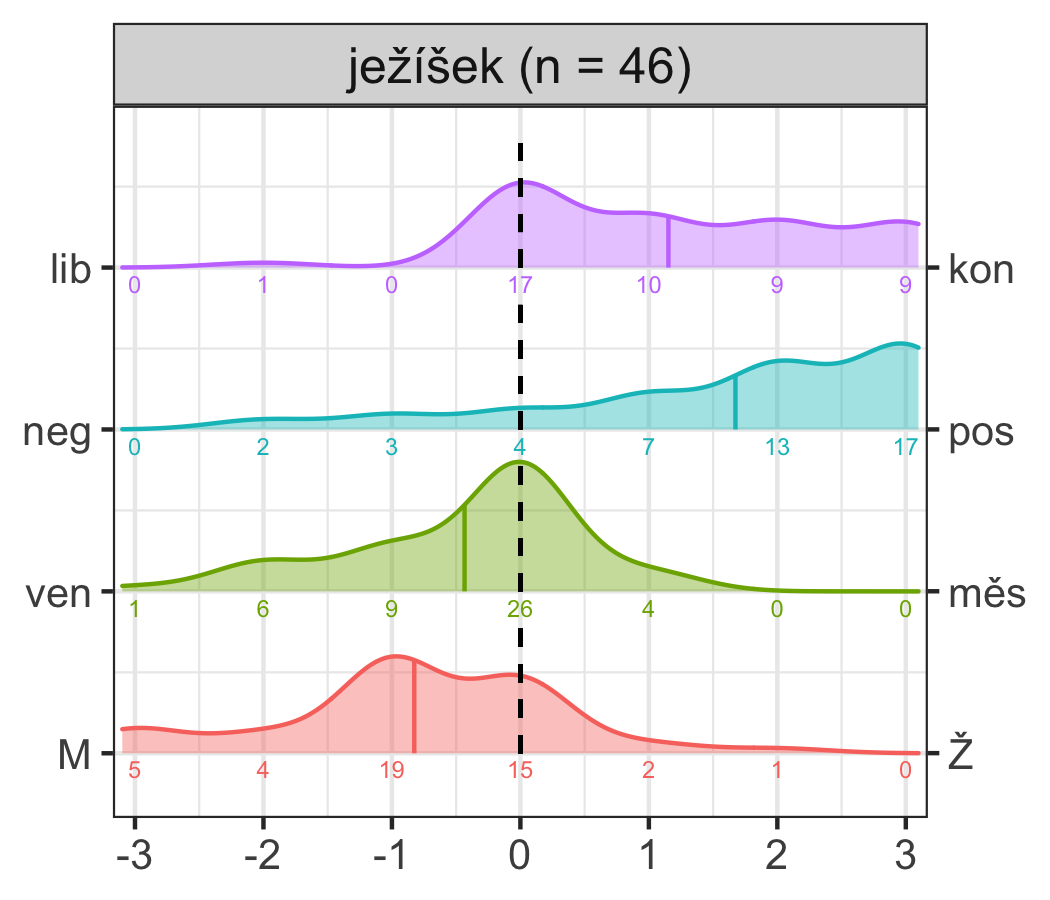 ježíšek (n = 46)
lib kon
0 1 0 17 10 9 9
neg pos
0 2 3 4 7 13 17
ven měs
1 6 9 26 4 0 0
M Ž
5 4 19 15 2 1 0
-3 -2 -1 0 1 2 3